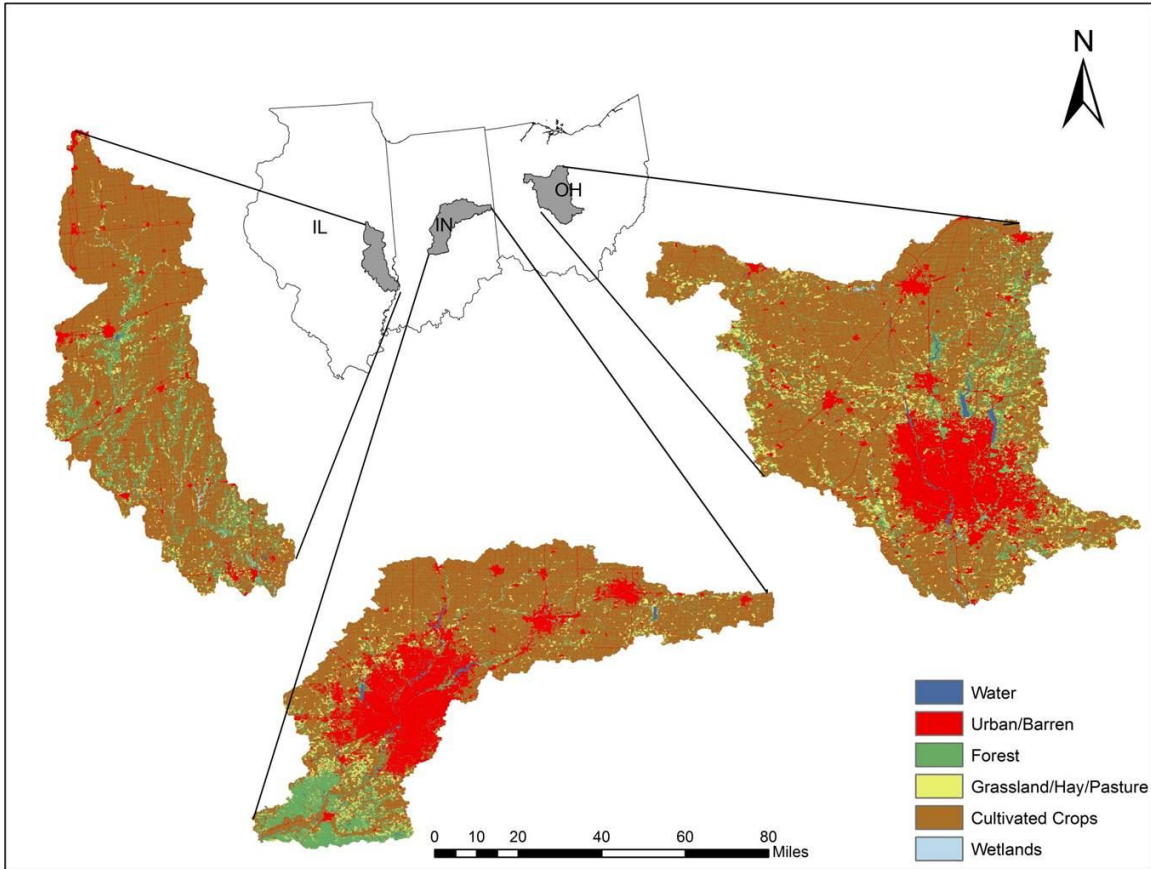 N
IL
IN
OH
Water
Urban/Barren
Forest
Grassland/Hay/Pasture
Cultivated Crops
Wetlands
0 10 20 40 60 80
Miles